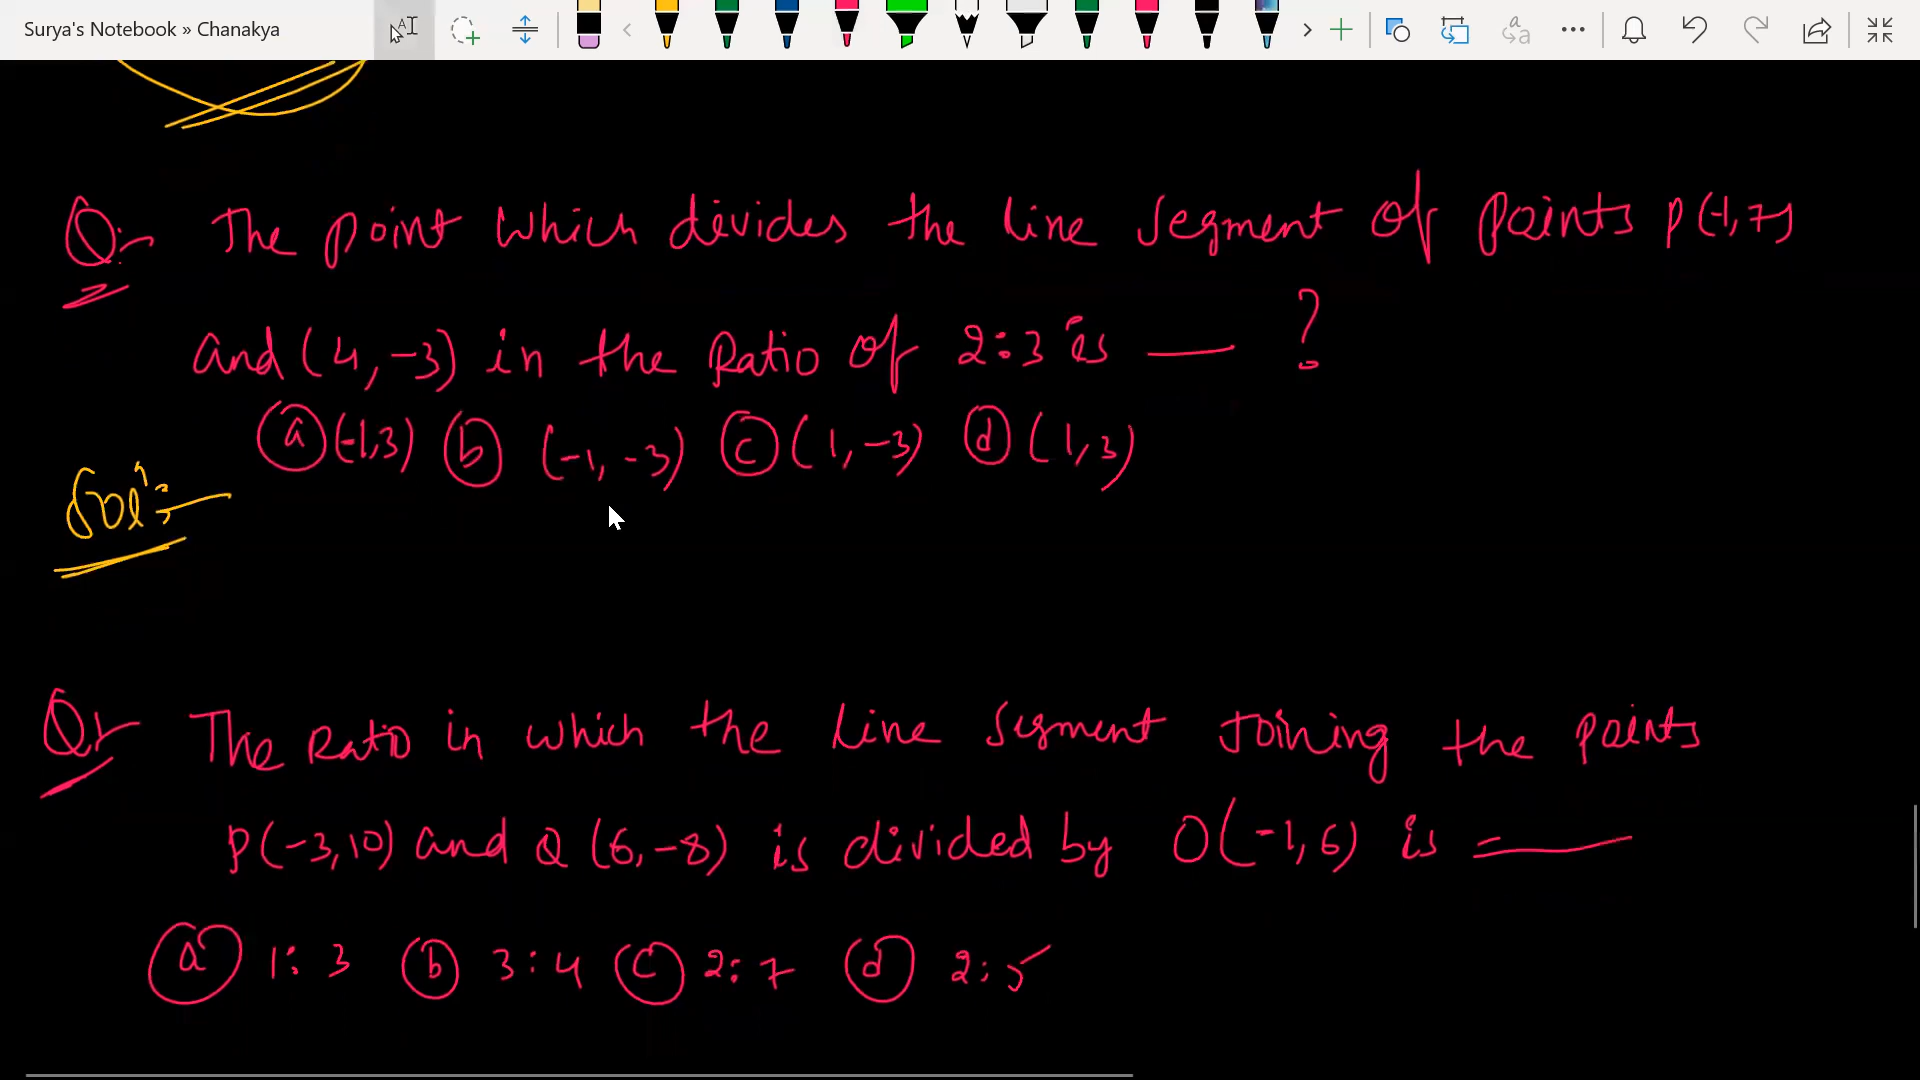 Surya's Notebook » Chanakya
Q:- The point which divides the line segment of points P(-1,7)
and (4,-3) in the Ratio of 2:3 is — ?
(a) (-1,3) (b) (-1,-3) (c) (1,-3) (d) (1,3)
Solⁿ:-
Q:- The Ratio in which the line segment Joining the points
P(-3,10) and Q (6,-8) is divided by O(-1,6) is —
(a) 1:3 (b) 3:4 (c) 2:7 (d) 2:5